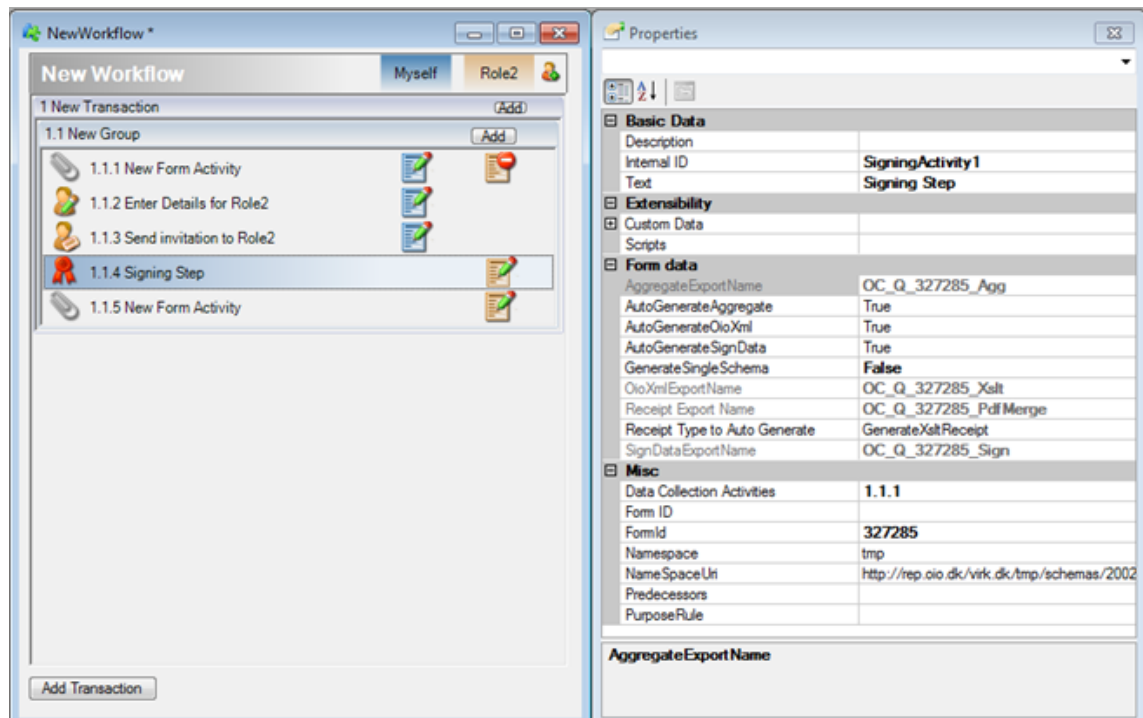 NewWorkflow *
New Workflow Myself Role2
1 New Transaction Add
1.1 New Group Add
1.1.1 New Form Activity
1.1.2 Enter Details for Role2
1.1.3 Send invitation to Role2
1.1.4 Signing Step
1.1.5 New Form Activity
Add Transaction
Properties
Basic Data
Description
Internal ID SigningActivity1
Text Signing Step
Extensibility
Custom Data
Scripts
Form data
AggregateExportName OC_Q_327285_Agg
AutoGenerateAggregate True
AutoGenerateOioXml True
AutoGenerateSignData True
GenerateSingleSchema False
OioXmlExportName OC_Q_327285_Xslt
Receipt Export Name OC_Q_327285_PdfMerge
Receipt Type to Auto Generate GenerateXsltReceipt
SignDataExportName OC_Q_327285_Sign
Misc
Data Collection Activities 1.1.1
Form ID
FormId 327285
Namespace tmp
NameSpaceUri http://rep.oio.dk/virk.dk/tmp/schemas/2002
Predecessors
PurposeRule
AggregateExportName